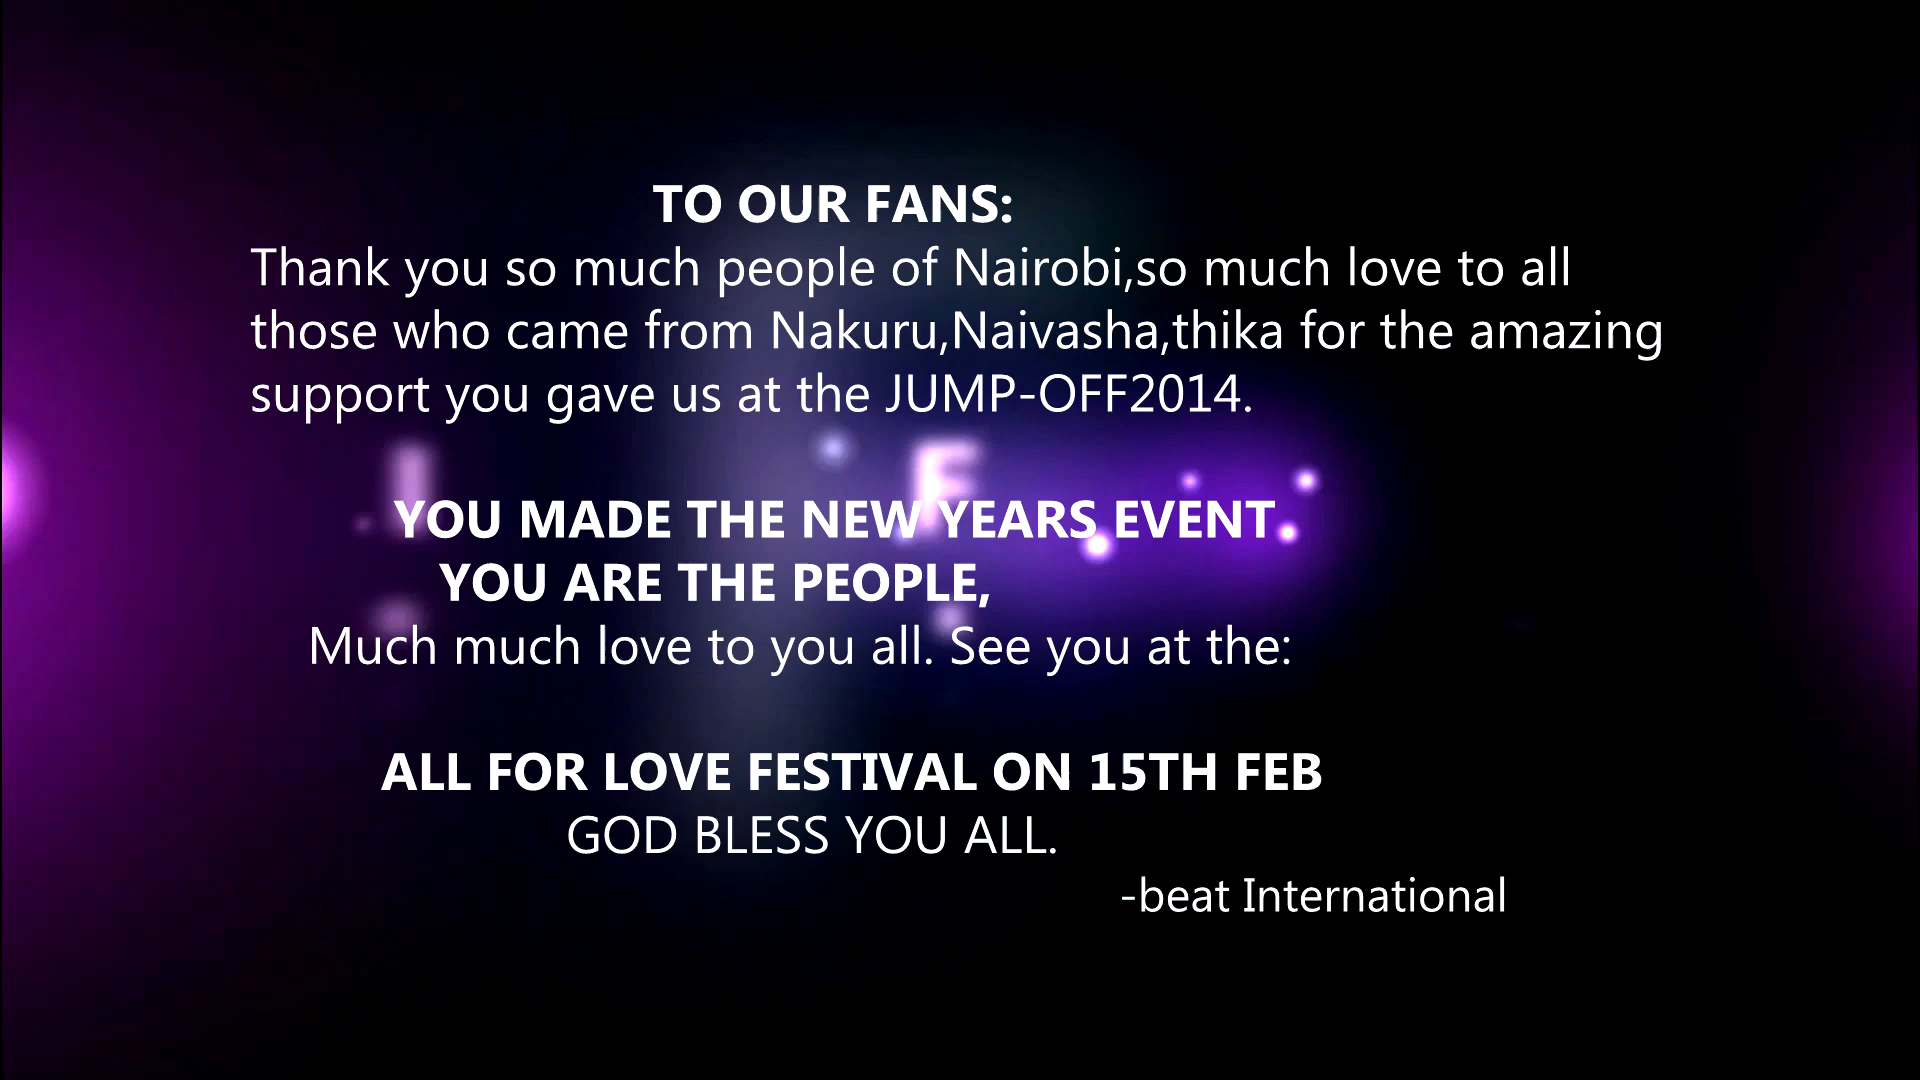 TO OUR FANS:
Thank you so much people of Nairobi,so much love to all
those who came from Nakuru,Naivasha,thika for the amazing
support you gave us at the JUMP-OFF2014.
I F
YOU MADE THE NEW YEARS EVENT
YOU ARE THE PEOPLE,
Much much love to you all. See you at the:
ALL FOR LOVE FESTIVAL ON 15TH FEB
GOD BLESS YOU ALL.
-beat International